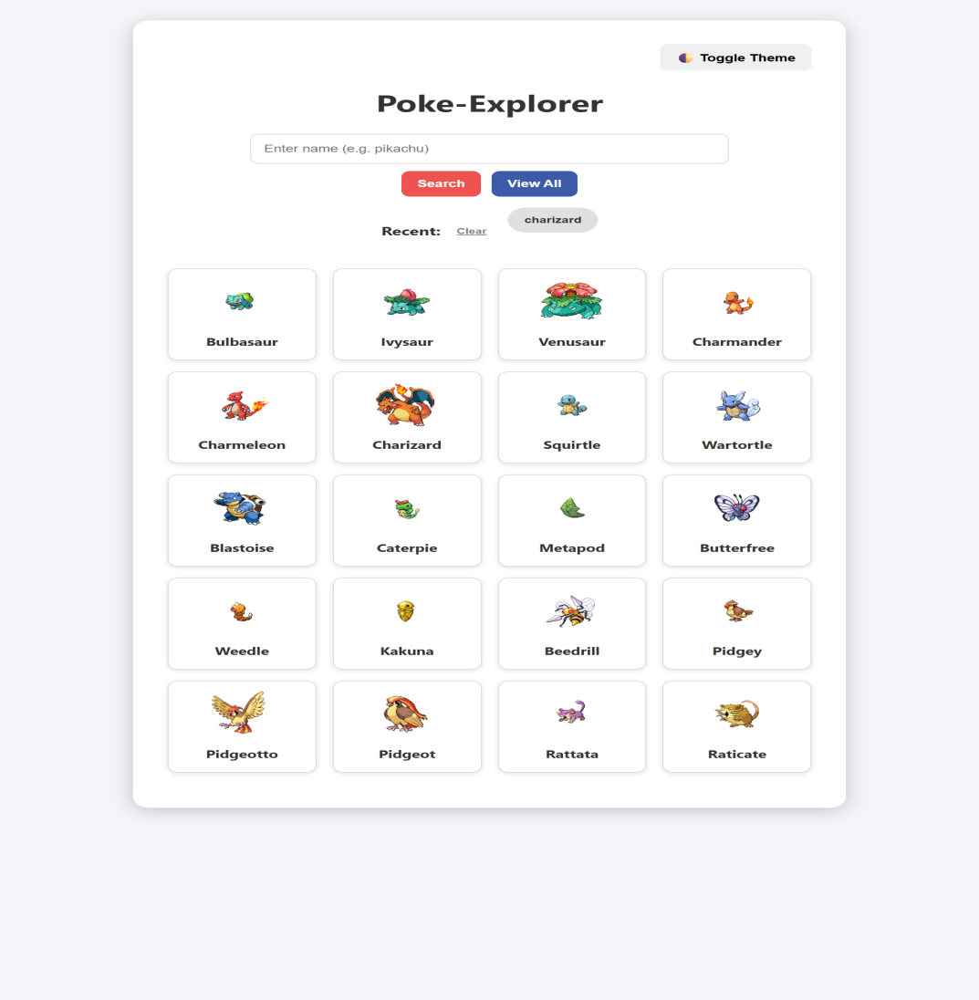 Toggle Theme
Poke-Explorer
Enter name (e.g. pikachu)
Search View All
Recent: Clear charizard
Bulbasaur Ivysaur Venusaur Charmander
Charmeleon Charizard Squirtle Wartortle
Blastoise Caterpie Metapod Butterfree
Weedle Kakuna Beedrill Pidgey
Pidgeotto Pidgeot Rattata Raticate